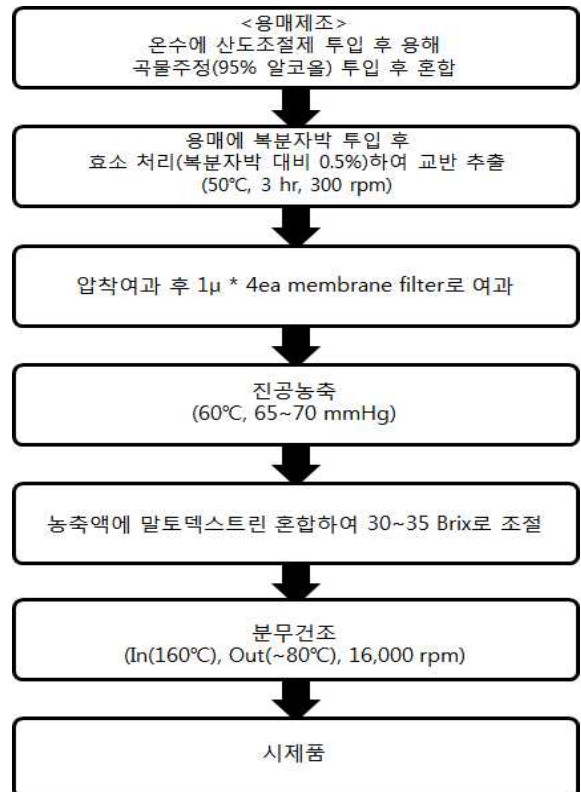 <용매제조>
온수에 산도조절제 투입 후 용해
곡물주정(95% 알코올) 투입 후 혼합
용매에 복분자박 투입 후
효소 처리(복분자박 대비 0.5%)하여 교반 추출
(50℃, 3 hr, 300 rpm)
압착여과 후 1μ * 4ea membrane filter로 여과
진공농축
(60℃, 65~70 mmHg)
농축액에 말토덱스트린 혼합하여 30~35 Brix로 조절
분무건조
(In(160℃), Out(~80℃), 16,000 rpm)
시제품